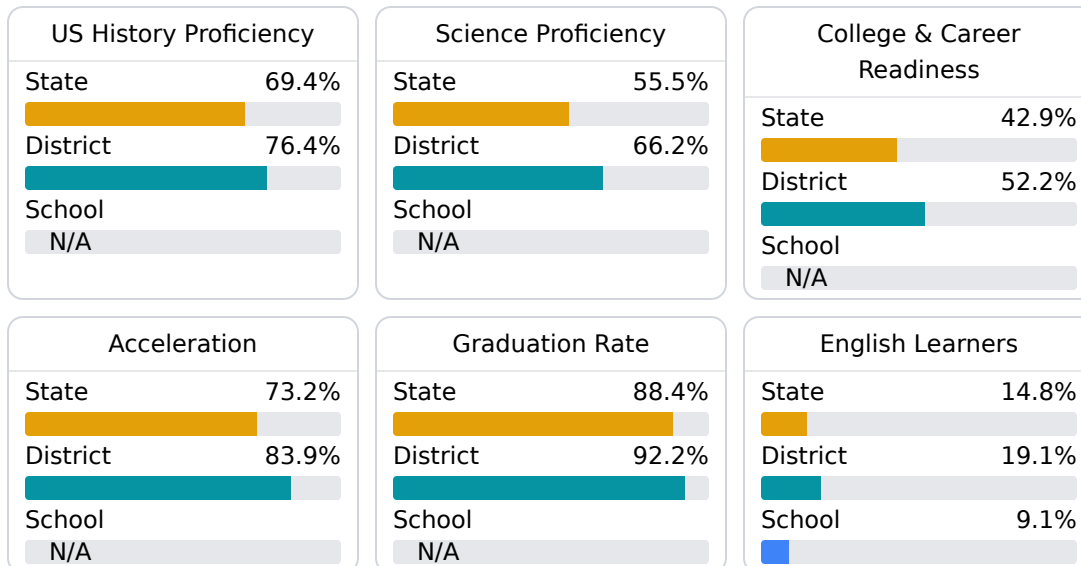 US History Proficiency
State 69.4%
District 76.4%
School
N/A
Science Proficiency
State 55.5%
District 66.2%
School
N/A
College & Career
Readiness
State 42.9%
District 52.2%
School
N/A
Acceleration
State 73.2%
District 83.9%
School
N/A
Graduation Rate
State 88.4%
District 92.2%
School
N/A
English Learners
State 14.8%
District 19.1%
School 9.1%